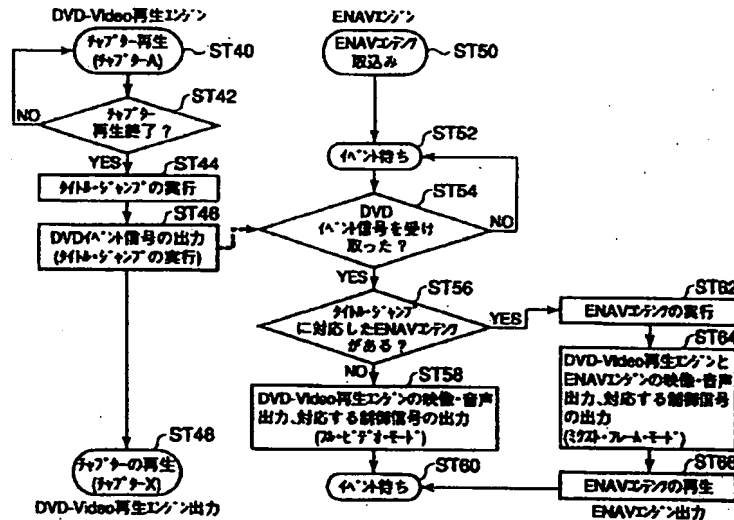 DVD-Video再生エンジン
チャプター再生
(チャプターA)
ST40
ST42
チャプター
再生終了?
NO
YES
ST44
タイトル・ジャンプの実行
ST46
DVDイベント信号の出力
(タイトル・ジャンプの実行)
ST48
チャプターの再生
(チャプターX)
DVD-Video再生エンジン出力
ENAVエンジン
ENAVコンテンツ
取込み
ST50
ST52
イベント待ち
ST54
DVD
イベント信号を受け
取った?
NO
YES
ST56
タイトル・ジャンプ
に対応したENAVコンテンツ
がある?
YES
NO
ST58
DVD-Video再生エンジンの映像・音声
出力、対応する制御信号の出力
(フル・ビデオ・モード)
ST60
イベント待ち
ST62
ENAVコンテンツの実行
ST64
DVD-Video再生エンジンと
ENAVエンジンの映像・音声
出力、対応する制御信号
の出力
(ミクスト・フレーム・モード)
ST66
ENAVコンテンツの再生
ENAVエンジン出力